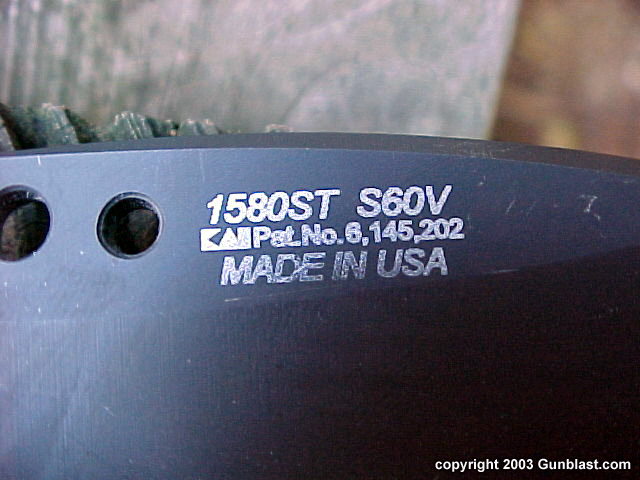 1580ST S60V
KAI Pat.No.6,145,202
MADE IN USA
copyright 2003 Gunblast.com